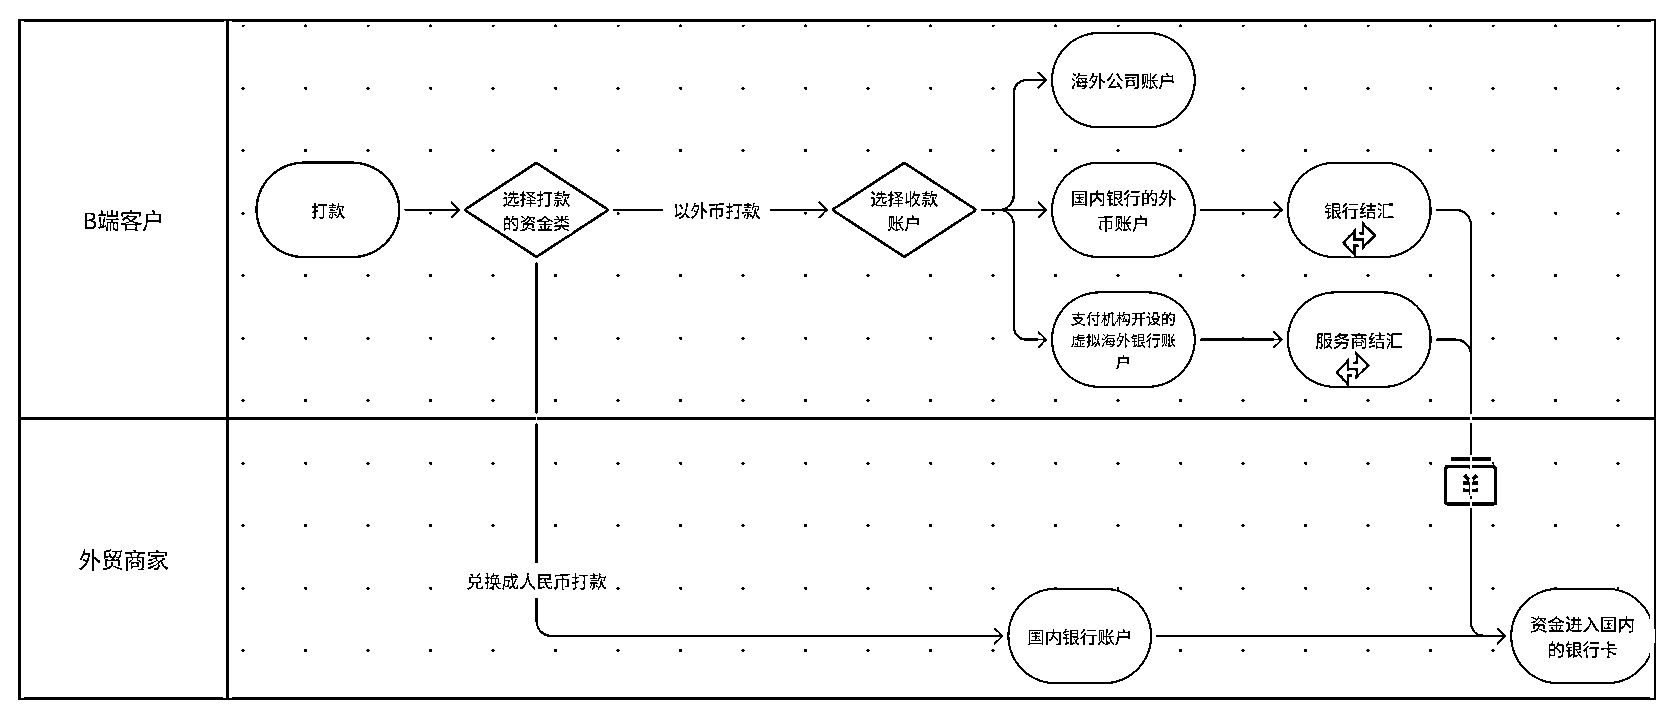 B端客户
打款
选择打款
的资金类
以外币打款
选择收款
账户
海外公司账户
国内银行的外
币账户
银行结汇
支付机构开设的
虚拟海外银行账
户
服务商结汇
外贸商家
¥
兑换成人民币打款
国内银行账户
资金进入国内
的银行卡